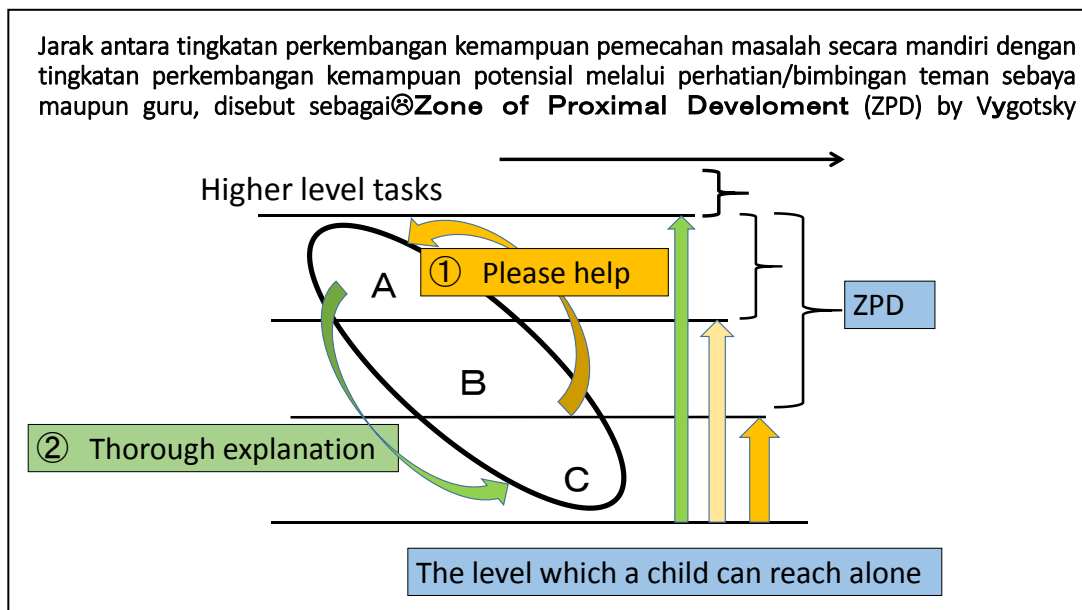 Jarak antara tingkatan perkembangan kemampuan pemecahan masalah secara mandiri dengan
tingkatan perkembangan kemampuan potensial melalui perhatian/bimbingan teman sebaya
maupun guru, disebut sebagai☹Zone of Proximal Develoment (ZPD) by Vygotsky
Higher level tasks
① Please help
A
ZPD
B
② Thorough explanation
C
The level which a child can reach alone